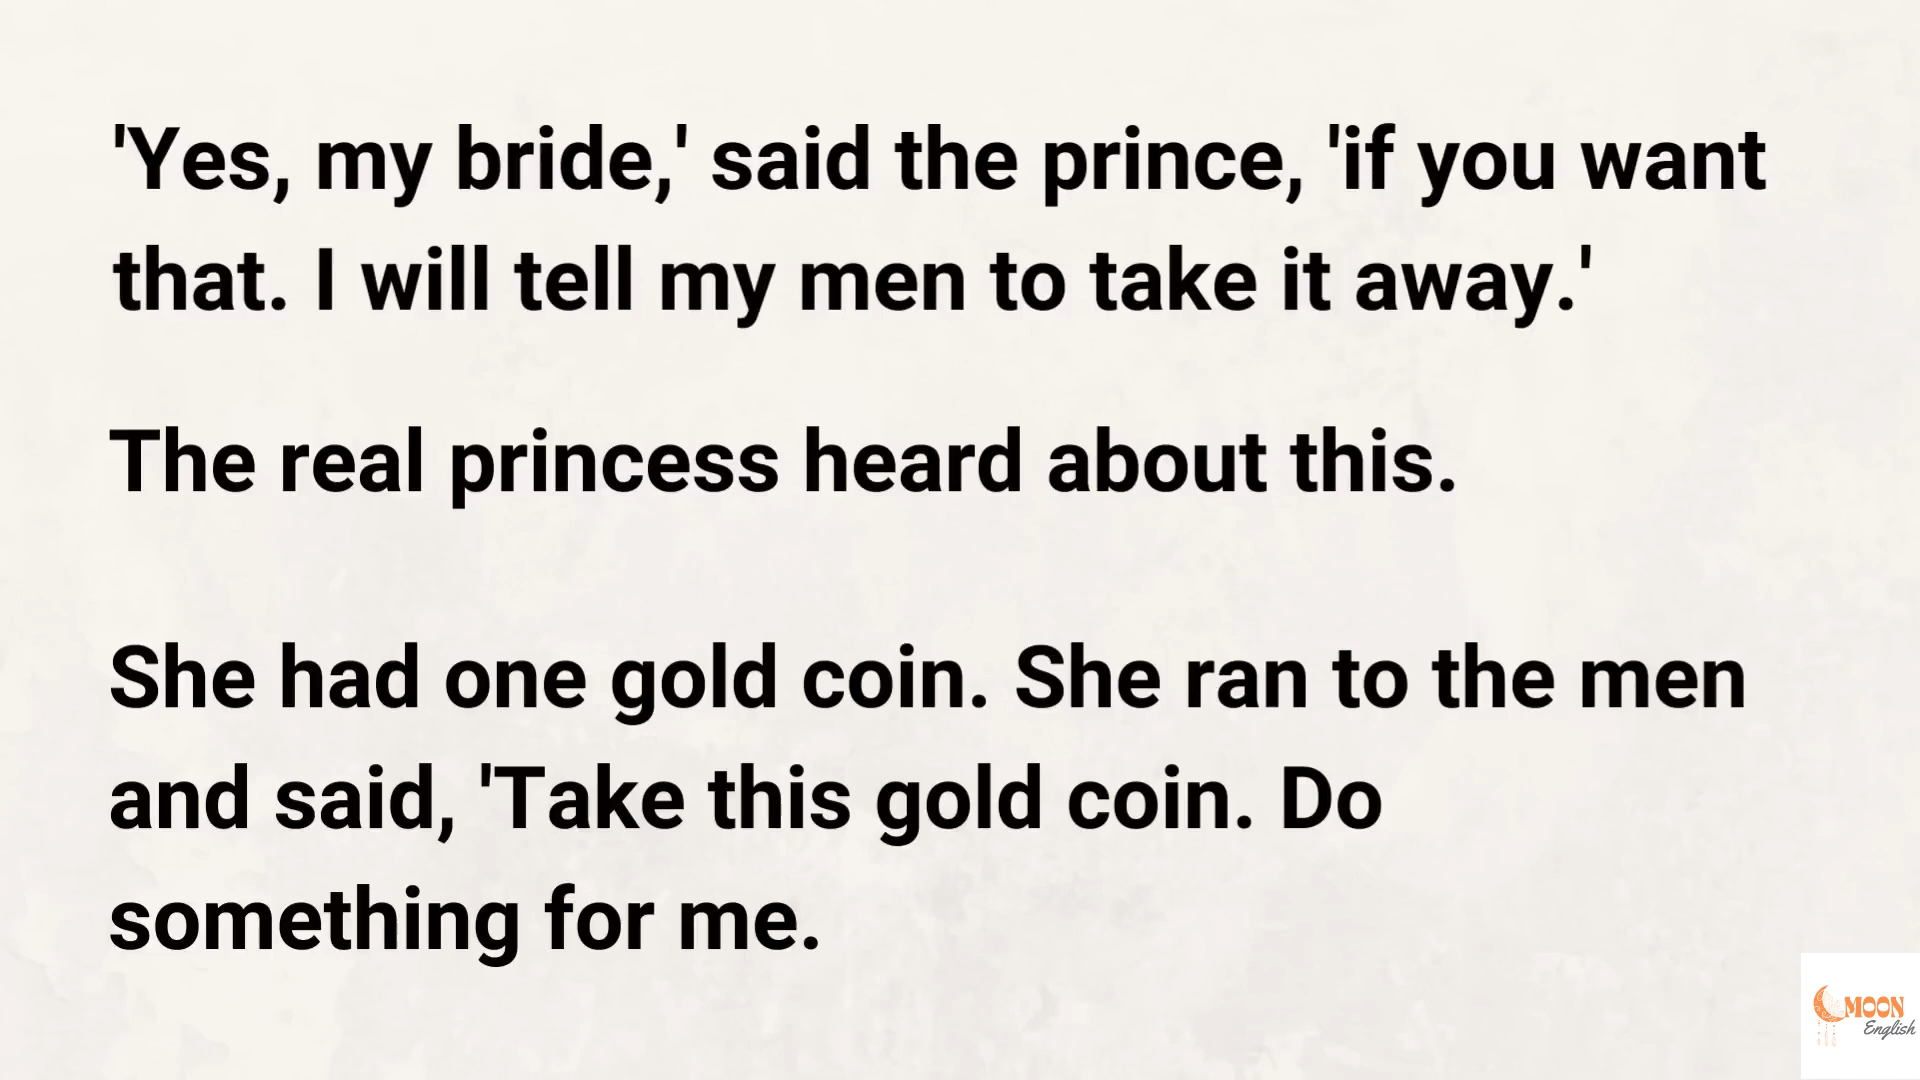 'Yes, my bride,' said the prince, 'if you want
that. I will tell my men to take it away.'
The real princess heard about this.
She had one gold coin. She ran to the men
and said, 'Take this gold coin. Do
something for me.
MOON
English